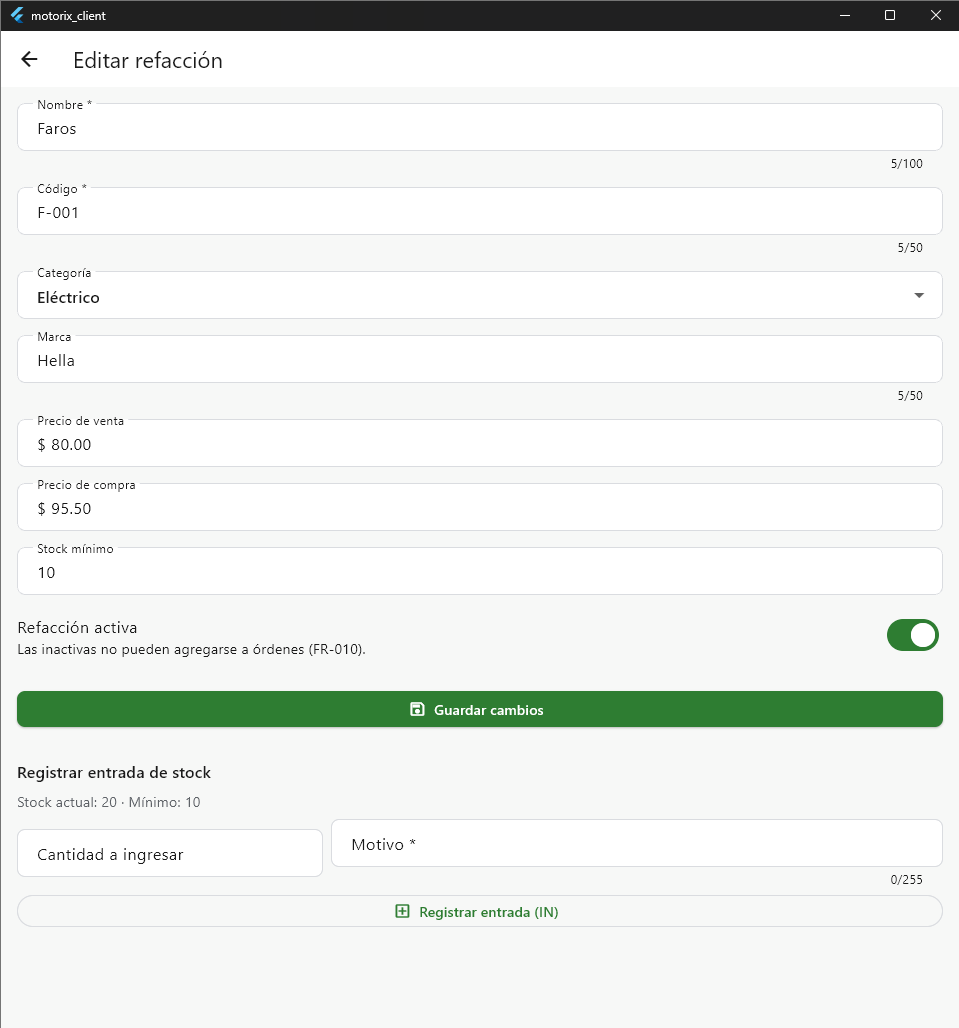 motorix_client
Editar refacción
Nombre *
Faros
5/100
Código *
F-001
5/50
Categoría
Eléctrico
Marca
Hella
5/50
Precio de venta
$ 80.00
Precio de compra
$ 95.50
Stock mínimo
10
Refacción activa
Las inactivas no pueden agregarse a órdenes (FR-010).
Guardar cambios
Registrar entrada de stock
Stock actual: 20 · Mínimo: 10
Cantidad a ingresar
Motivo *
0/255
Registrar entrada (IN)